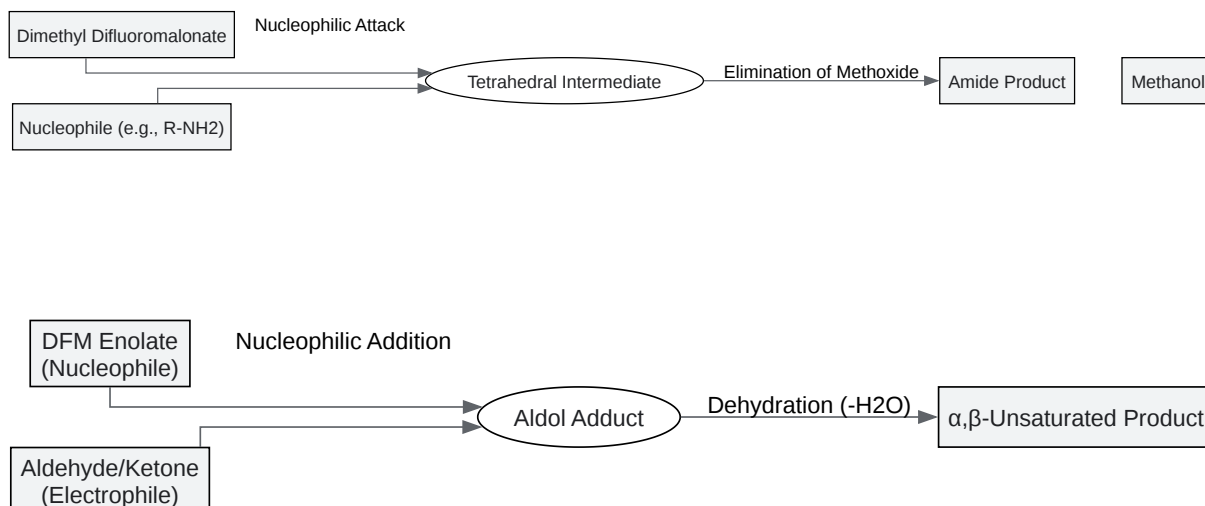 Dimethyl Difluoromalonate
Nucleophilic Attack
Nucleophile (e.g., R-NH2)
Tetrahedral Intermediate
Elimination of Methoxide
Amide Product
Methanol
DFM Enolate
(Nucleophile)
Nucleophilic Addition
Aldehyde/Ketone
(Electrophile)
Aldol Adduct
Dehydration (-H2O)
α,β-Unsaturated Product